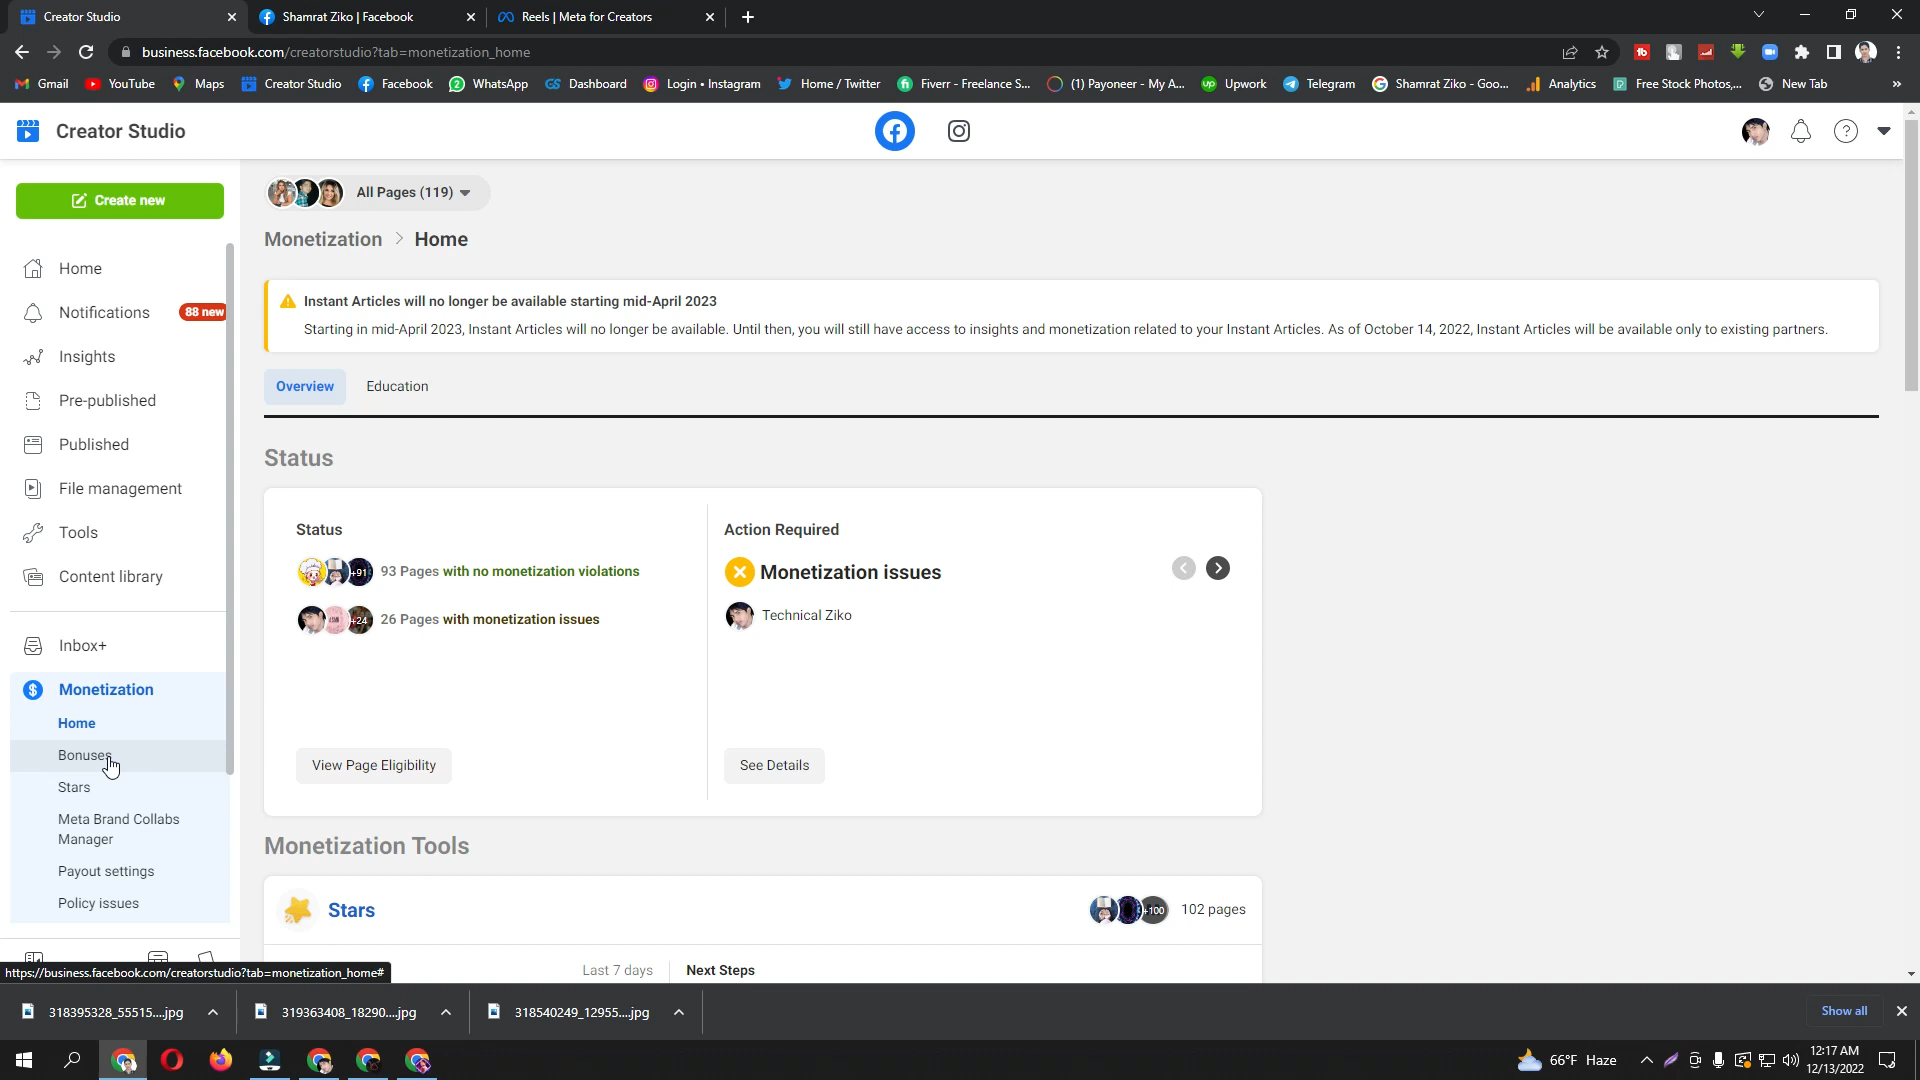 Creator Studio
Shamrat Ziko | Facebook
Reels | Meta for Creators
business.facebook.com/creatorstudio?tab=monetization_home
Gmail
YouTube
Maps
Creator Studio
Facebook
WhatsApp
Dashboard
Login • Instagram
Home / Twitter
Fiverr - Freelance S...
(1) Payoneer - My A...
Upwork
Telegram
Shamrat Ziko - Goo...
Analytics
Free Stock Photos,...
New Tab
Creator Studio
Create new
Home
Notifications
88 new
Insights
Pre-published
Published
File management
Tools
Content library
Inbox+
Monetization
Home
Bonuses
Stars
Meta Brand Collabs
Manager
Payout settings
Policy issues
All Pages (119)
Monetization > Home
Instant Articles will no longer be available starting mid-April 2023
Starting in mid-April 2023, Instant Articles will no longer be available. Until then, you will still have access to insights and monetization related to your Instant Articles. As of October 14, 2022, Instant Articles will be available only to existing partners.
Overview
Education
Status
Status
+91
93 Pages with no monetization violations
+24
26 Pages with monetization issues
View Page Eligibility
Action Required
Monetization issues
Technical Ziko
See Details
Monetization Tools
Stars
+100
102 pages
Last 7 days
Next Steps
https://business.facebook.com/creatorstudio?tab=monetization_home#
318395328_55515....jpg
319363408_18290....jpg
318540249_12955....jpg
Show all
66°F Haze
12:17 AM
12/13/2022